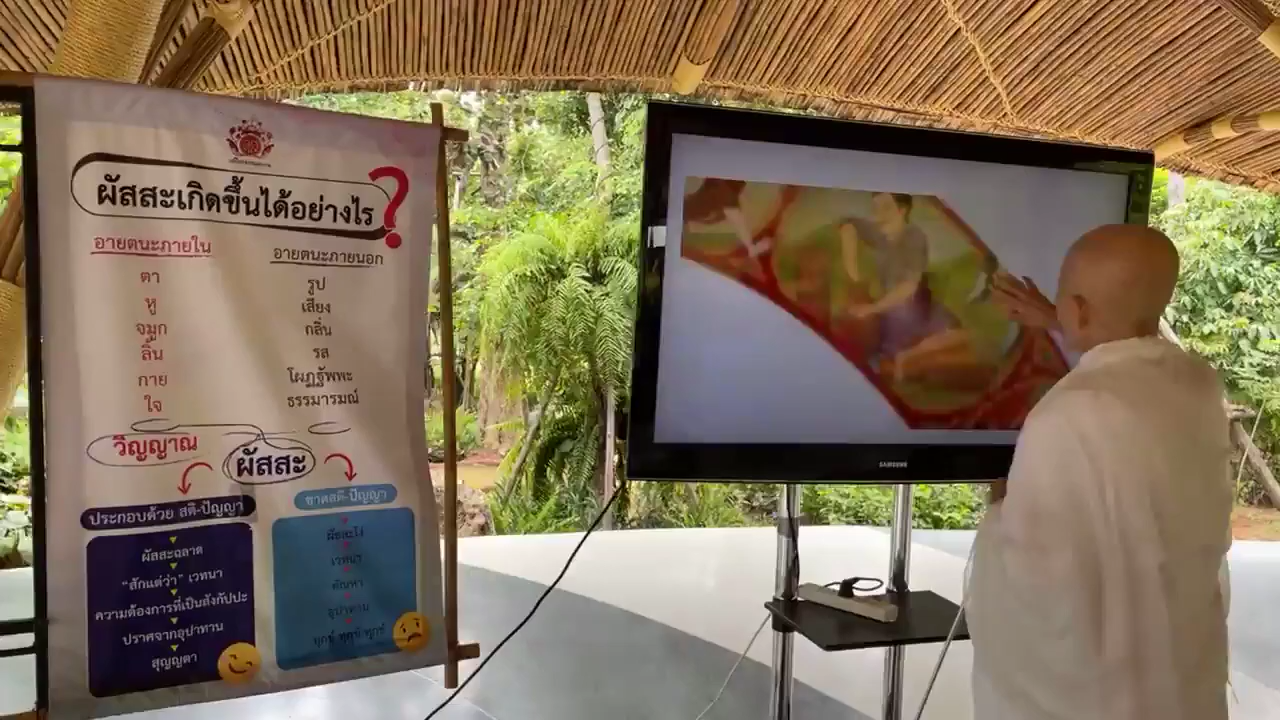 ผัสสะเกิดขึ้นได้อย่างไร?
อายตนะภายใน
ตา
หู
จมูก
ลิ้น
กาย
ใจ
อายตนะภายนอก
รูป
เสียง
กลิ่น
รส
โผฏฐัพพะ
ธรรมารมณ์
วิญญาณ
ผัสสะ
ประกอบด้วย สติ-ปัญญา
ผัสสะฉลาด
"สักแต่ว่า" เวทนา
ความต้องการที่เป็นสังกัปปะ
ปราศจากอุปาทาน
สุญญตา
ขาดสติ-ปัญญา
ผัสสะโง่
เวทนา
ตัณหา
อุปาทาน
ทุกข์ ทุกข์ ทุกข์
SAMSUNG